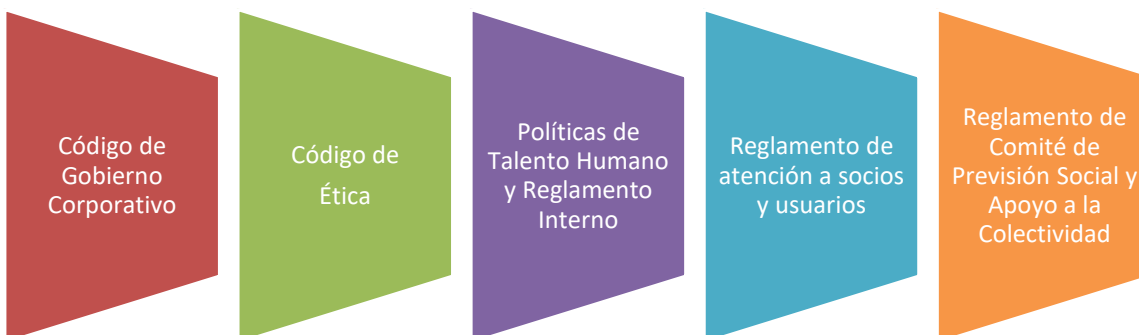 Código de
Gobierno
Corporativo
Código de
Ética
Políticas de
Talento Humano
y Reglamento
Interno
Reglamento de
atención a socios
y usuarios
Reglamento de
Comité de
Previsión Social y
Apoyo a la
Colectividad